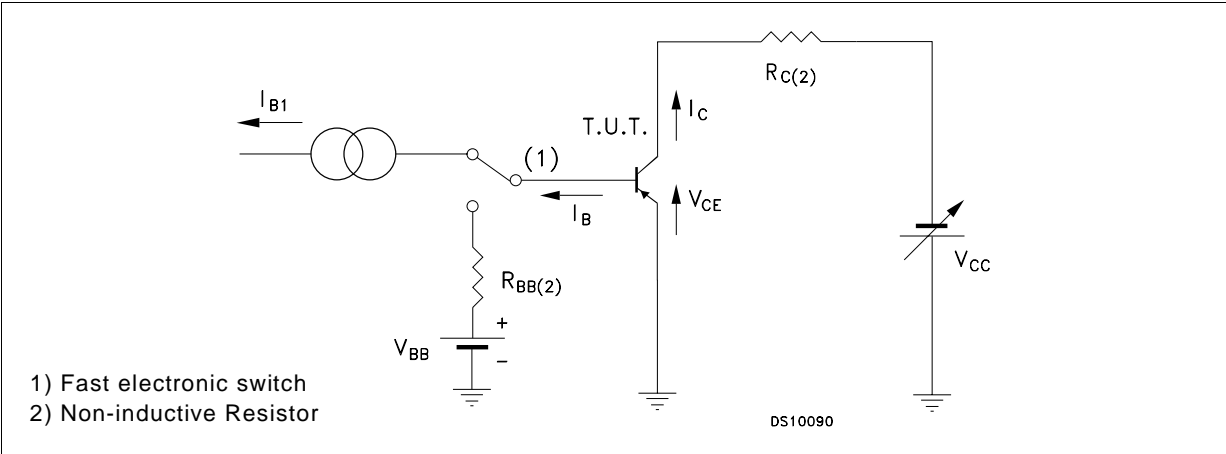 I_B1
R_C(2)
T.U.T.
I_C
(1)
I_B
V_CE
R_BB(2)
V_CC
+
V_BB
−
1) Fast electronic switch
2) Non-inductive Resistor
DS10090